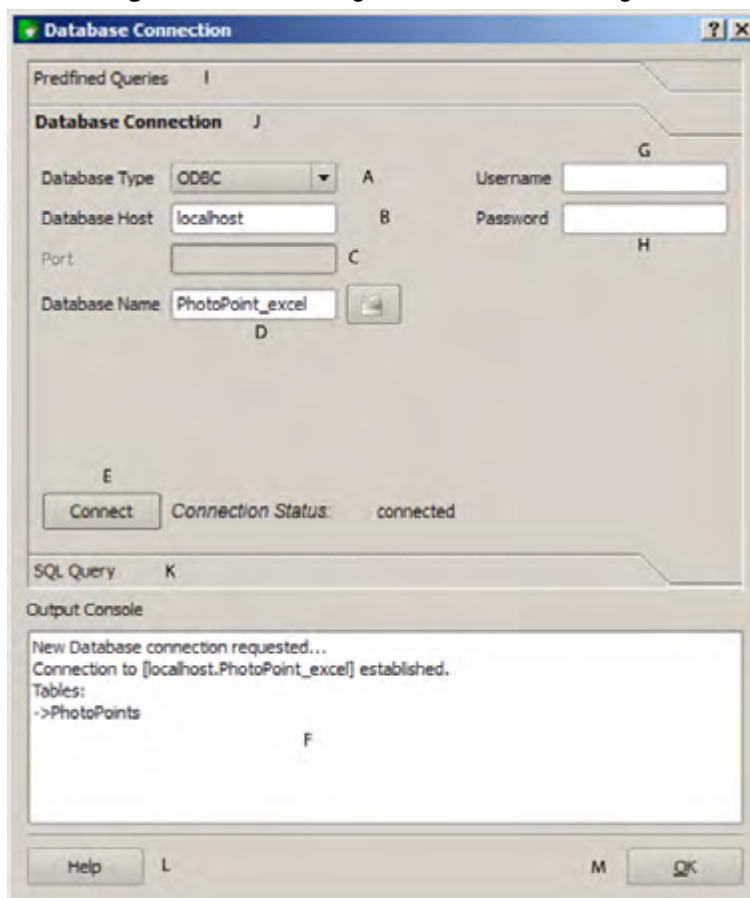 Database Connection
Predfined Queries I
Database Connection J
G
Database Type ODBC A Username
Database Host localhost B Password
Port C H
Database Name PhotoPoint_excel
D
E
Connect Connection Status: connected
SQL Query K
Output Console
New Database connection requested...
Connection to [localhost.PhotoPoint_excel] established.
Tables:
->PhotoPoints
F
Help L M OK